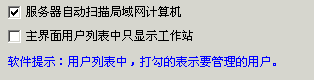 服务器自动扫描局域网计算机
主界面用户列表中只显示工作站
软件提示：用户列表中，打勾的表示要管理的用户。